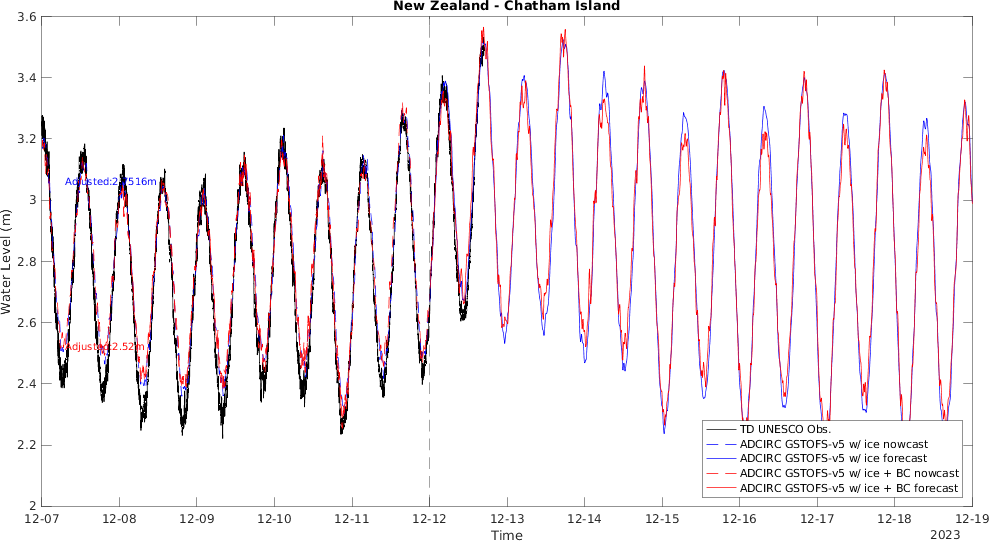 New Zealand - Chatham Island
Water Level (m)
3.6
3.4
3.2
3
2.8
2.6
2.4
2.2
2
Adjusted:2.52m
TD UNESCO Obs.
ADCIRC GSTOFS-v5 w/ ice nowcast
ADCIRC GSTOFS-v5 w/ ice forecast
ADCIRC GSTOFS-v5 w/ ice + BC nowcast
ADCIRC GSTOFS-v5 w/ ice + BC forecast
12-07
12-08
12-09
12-10
12-11
12-12
12-13
12-14
12-15
12-16
12-17
12-18
12-19
Time
2023